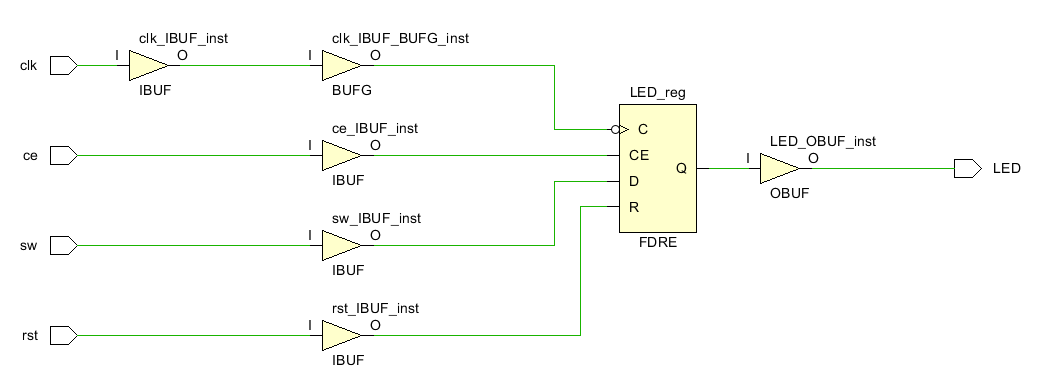 clk
I
clk_IBUF_inst
O
IBUF
I
clk_IBUF_BUFG_inst
O
BUFG
ce
I
ce_IBUF_inst
O
IBUF
sw
I
sw_IBUF_inst
O
IBUF
rst
I
rst_IBUF_inst
O
IBUF
LED_reg
C
CE
D
R
Q
FDRE
I
LED_OBUF_inst
O
OBUF
LED